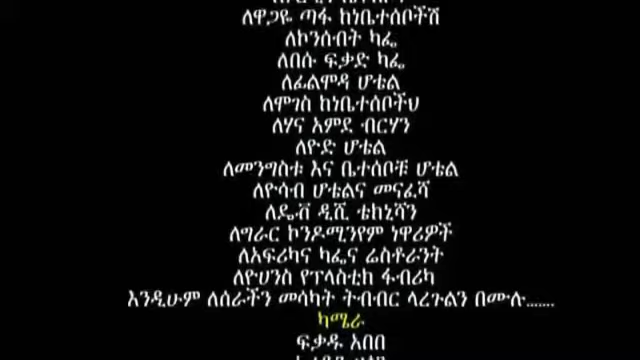 ለዋጋዬ ጣፋ ከነቤተሰቦችሽ
ለኮንሰብት ካፌ
ለበሱ ፍቃድ ካፌ
ለፊልሞዳ ሆቴል
ለሞገስ ከነቤተሰቦችህ
ለሃና አምደ ብርሃን
ለዮድ ሆቴል
ለመንግስቱ እና ቤተሰቦቹ ሆቴል
ለዮሳብ ሆቴልና መናፈሻ
ለዴቭ ዲሺ ቴክኒሻን
ለግራር ኮንዶሚንየም ነዋሪዎች
ለአፍሪካና ካፌና ሬስቶራንት
ለዮሀንስ የፕላስቲክ ፋብሪካ
እንዲሁም ለስራችን መሳካት ትብብር ላረጉልን በሙሉ.......
ካሜራ
ፍቃዱ አበበ